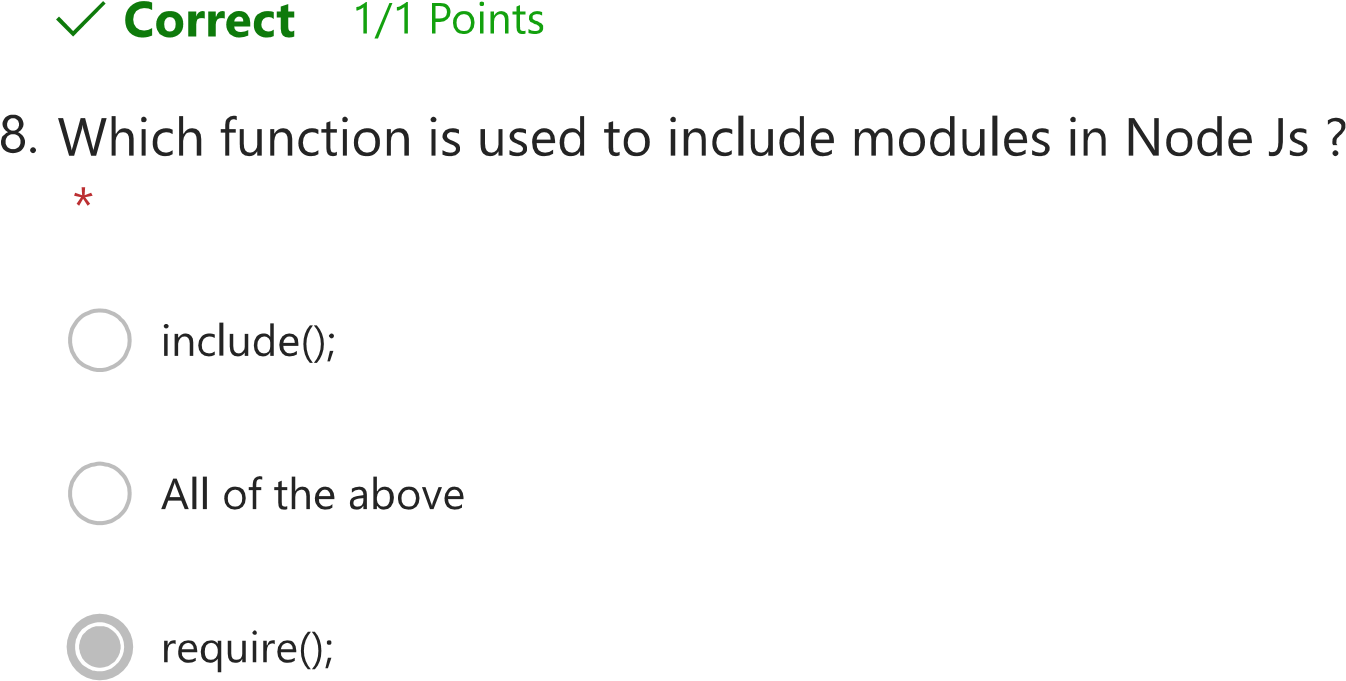 Correct 1/1 Points
8. Which function is used to include modules in Node Js ?
*
include();
All of the above
require();